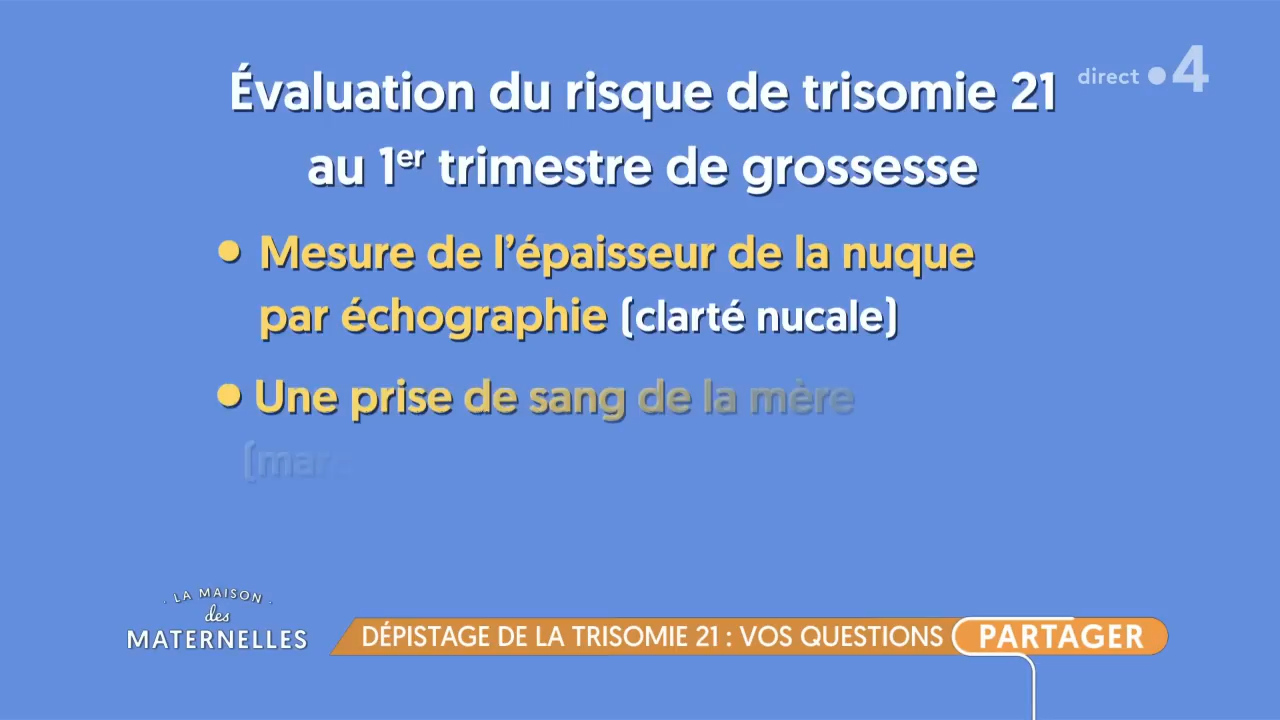 Évaluation du risque de trisomie 21
au 1er trimestre de grossesse
direct 4
• Mesure de l'épaisseur de la nuque
par échographie (clarté nucale)
• Une prise de sang de la mère
LA MAISON
des
MATERNELLES
DÉPISTAGE DE LA TRISOMIE 21 : VOS QUESTIONS PARTAGER